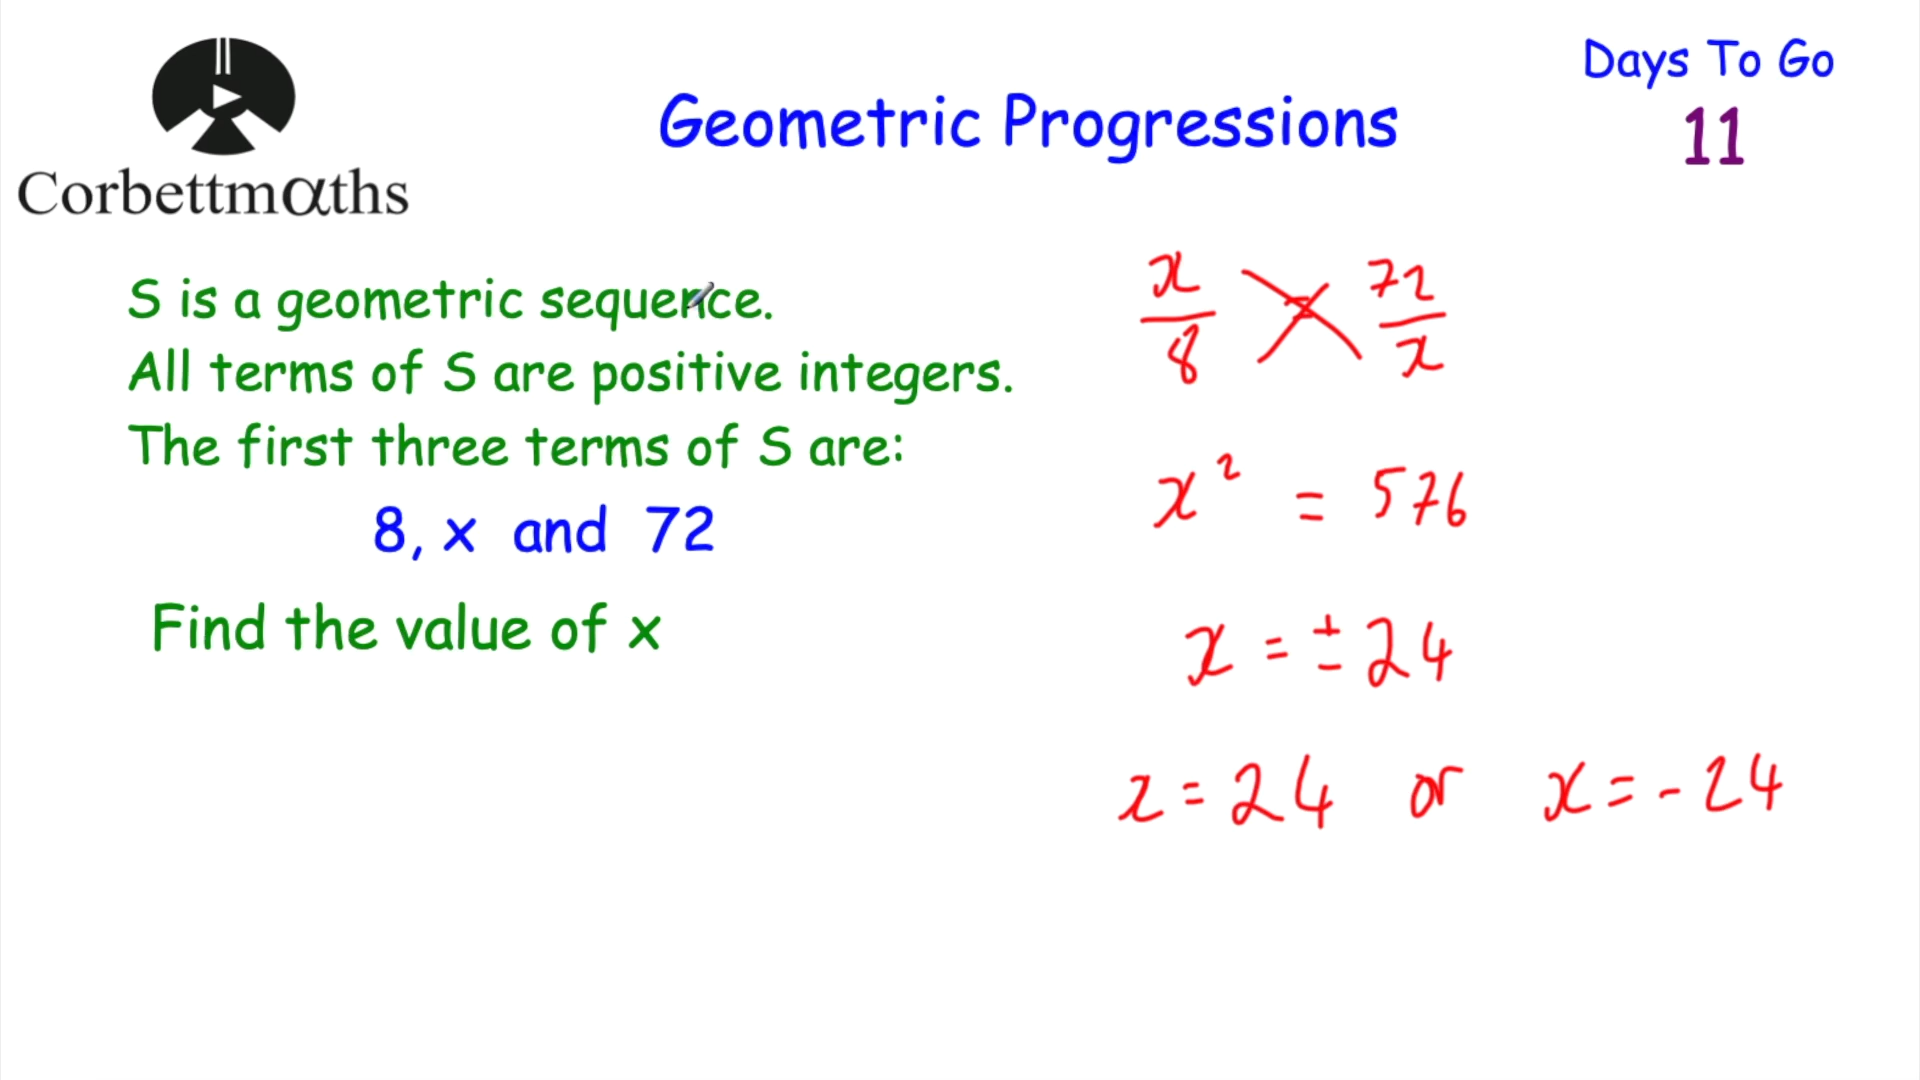 Corbettmαths
Geometric Progressions
Days To Go
11
S is a geometric sequence.
All terms of S are positive integers.
The first three terms of S are:
8, x and 72
Find the value of x
x/8 = 72/x
x² = 576
x = ±24
x = 24 or x = -24